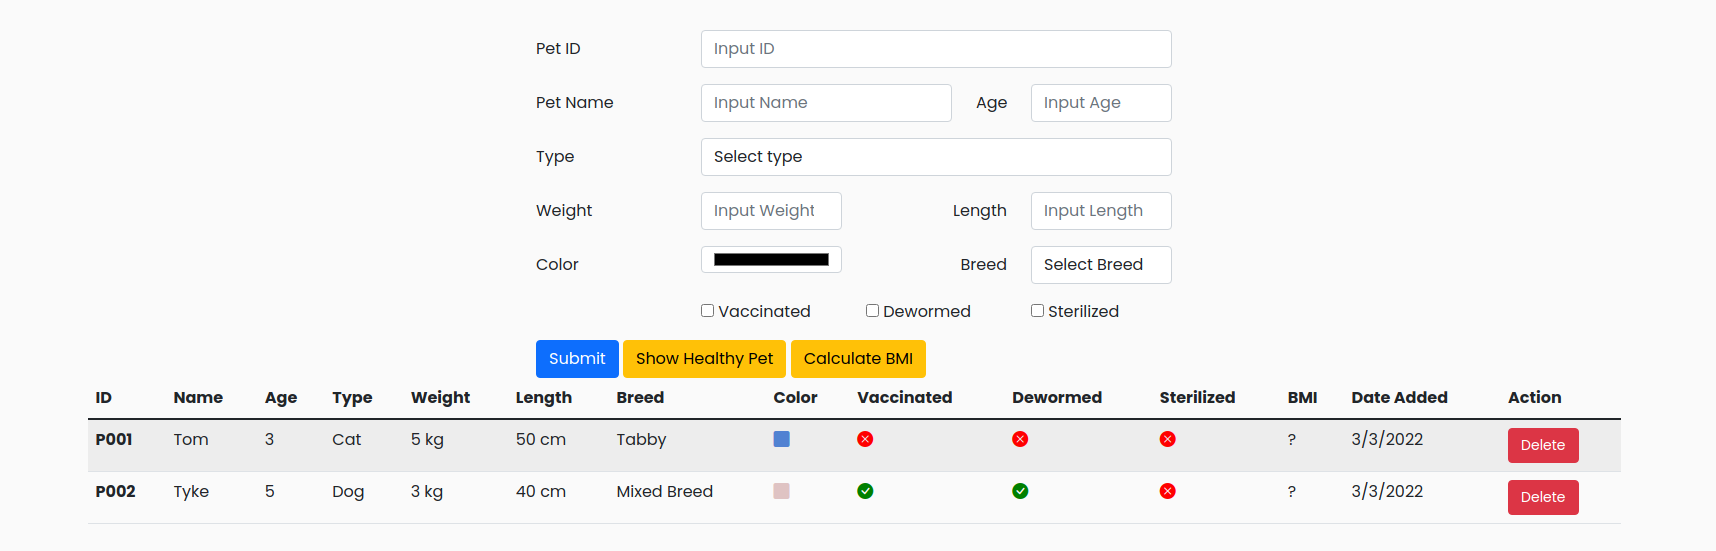 Pet ID Input ID
Pet Name Input Name Age Input Age
Type Select type
Weight Input Weight Length Input Length
Color Breed Select Breed
Vaccinated Dewormed Sterilized
Submit Show Healthy Pet Calculate BMI
ID Name Age Type Weight Length Breed Color Vaccinated Dewormed Sterilized BMI Date Added Action
P001 Tom 3 Cat 5 kg 50 cm Tabby ? 3/3/2022 Delete
P002 Tyke 5 Dog 3 kg 40 cm Mixed Breed ? 3/3/2022 Delete